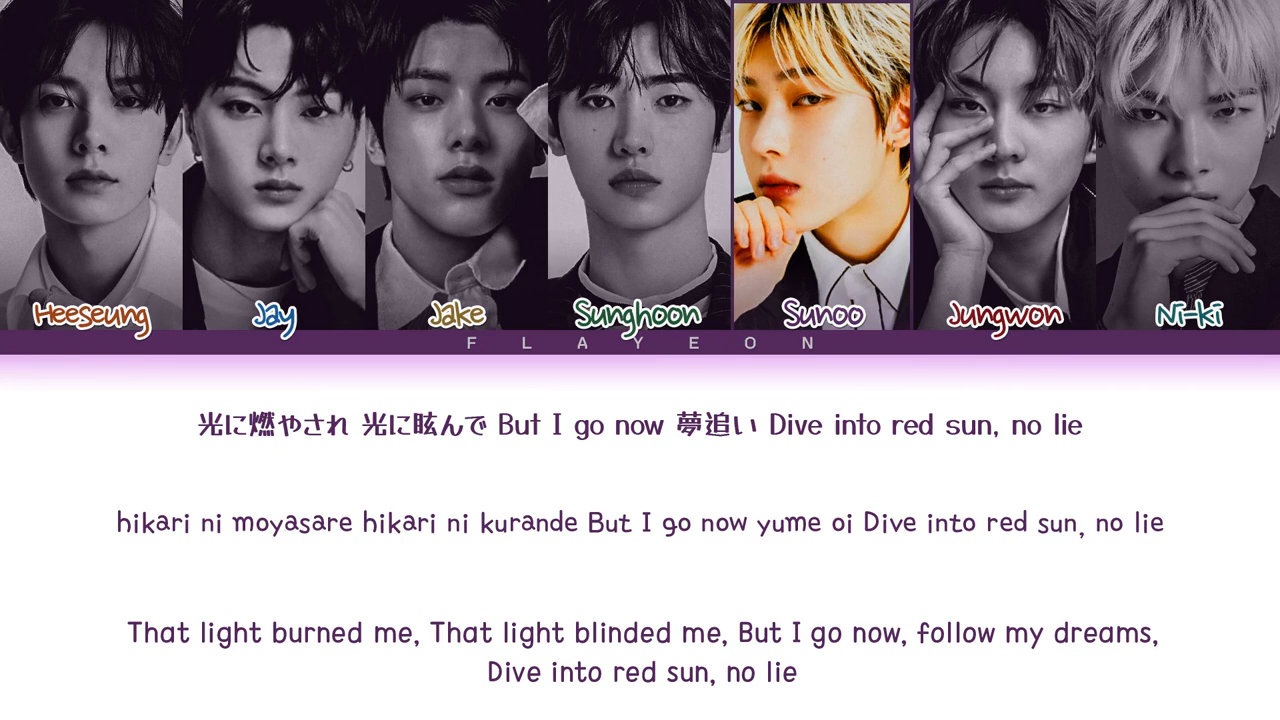 Heeseung Jay Jake Sunghoon Sunoo Jungwon Ni-ki
FLAYEON
光に燃やされ 光に眩んで But I go now 夢追い Dive into red sun, no lie
hikari ni moyasare hikari ni kurande But I go now yume oi Dive into red sun, no lie
That light burned me, That light blinded me, But I go now, follow my dreams,
Dive into red sun, no lie